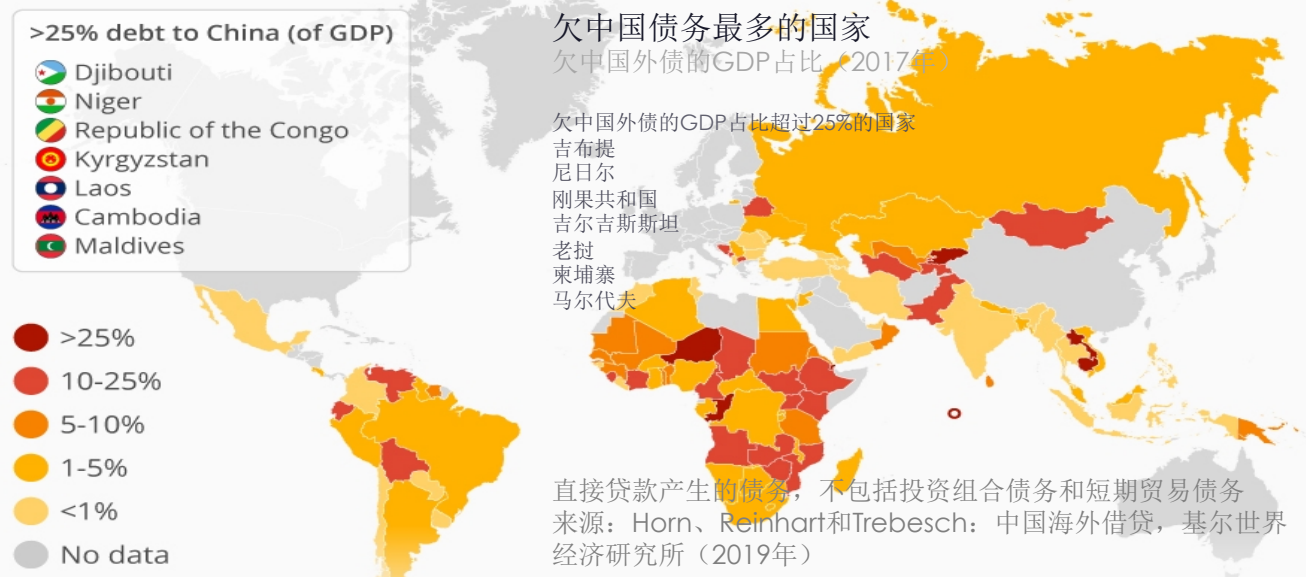 >25% debt to China (of GDP)
Djibouti
Niger
Republic of the Congo
Kyrgyzstan
Laos
Cambodia
Maldives
>25%
10-25%
5-10%
1-5%
<1%
No data
欠中国债务最多的国家
欠中国外债的GDP占比（2017年）
欠中国外债的GDP占比超过25%的国家
吉布提
尼日尔
刚果共和国
吉尔吉斯斯坦
老挝
柬埔寨
马尔代夫
直接贷款产生的债务，不包括投资组合债务和短期贸易债务
来源：Horn、Reinhart和Trebesch：中国海外借贷，基尔世界
经济研究所（2019年）